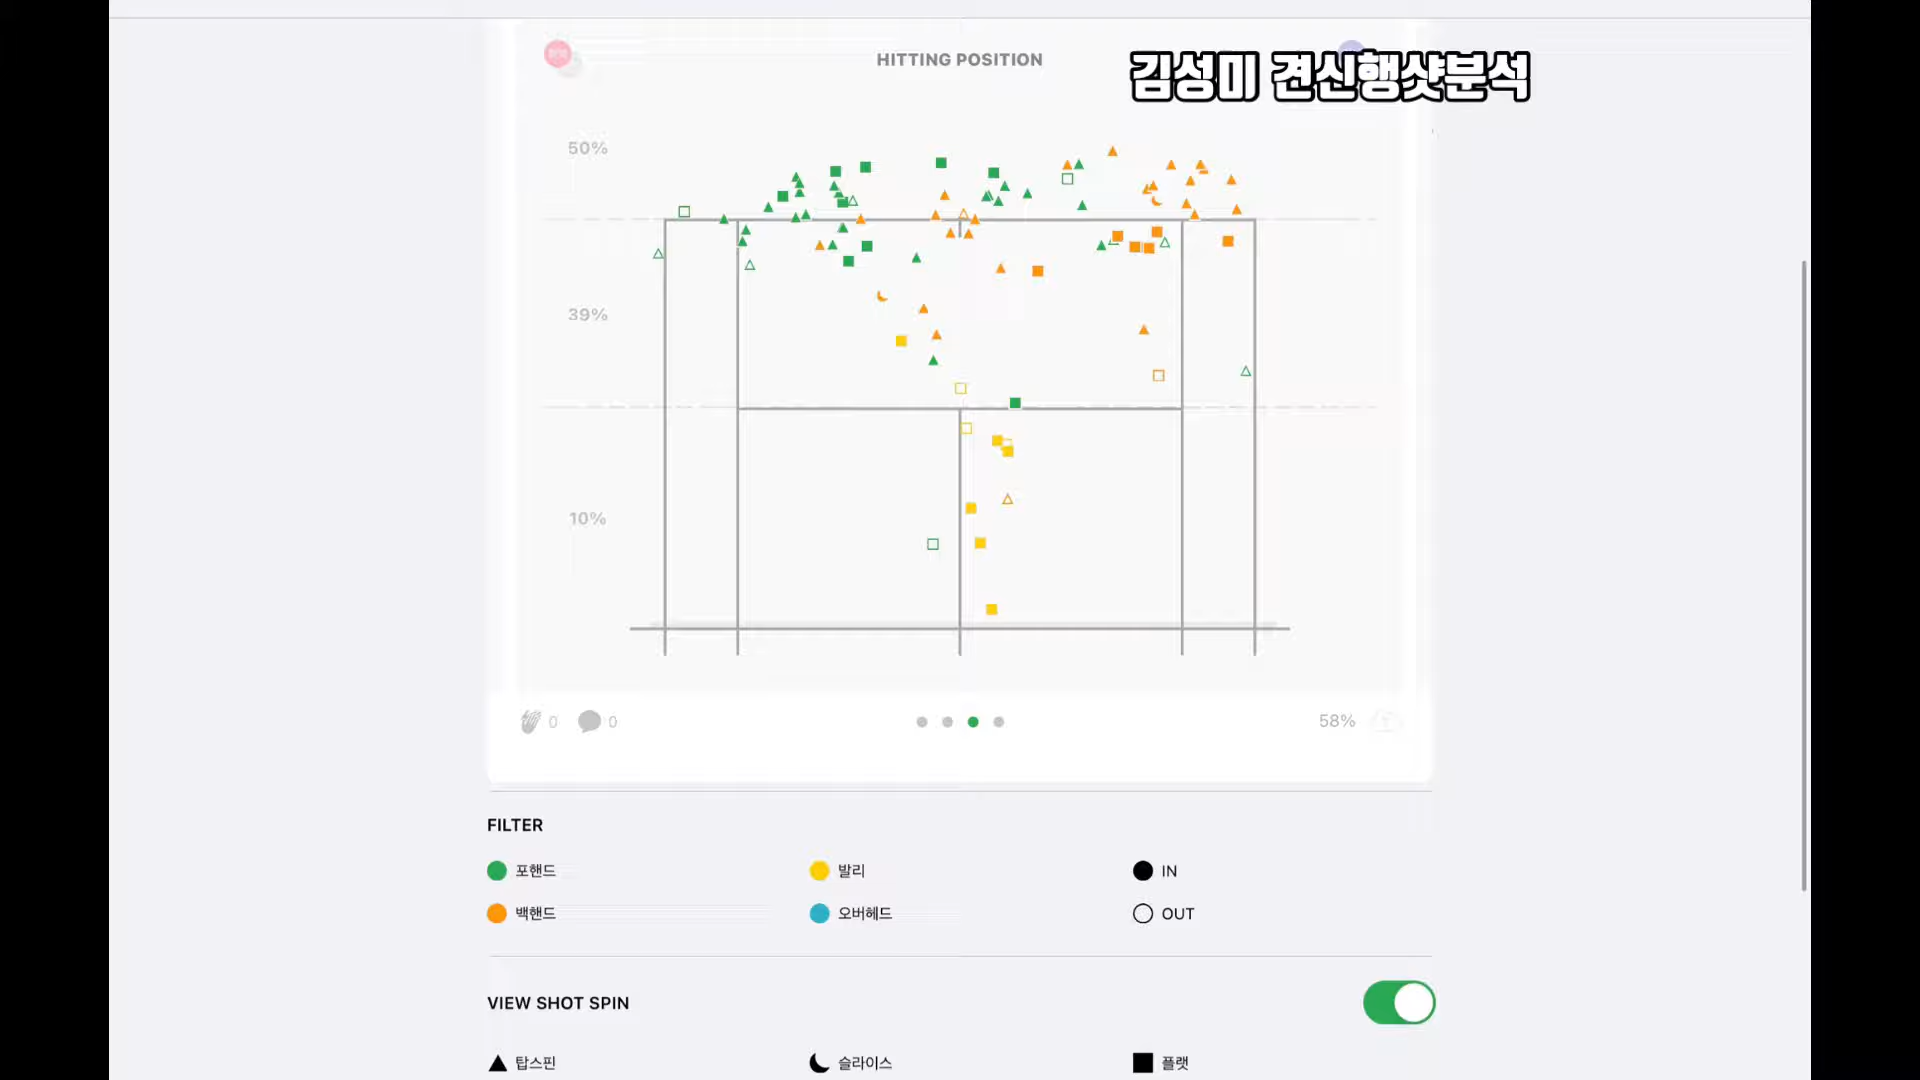 HITTING POSITION
김성미 견신행샷분석
50%
39%
10%
0 0 58%
FILTER
포핸드 발리 IN
백핸드 오버헤드 OUT
VIEW SHOT SPIN
탑스핀 슬라이스 플랫